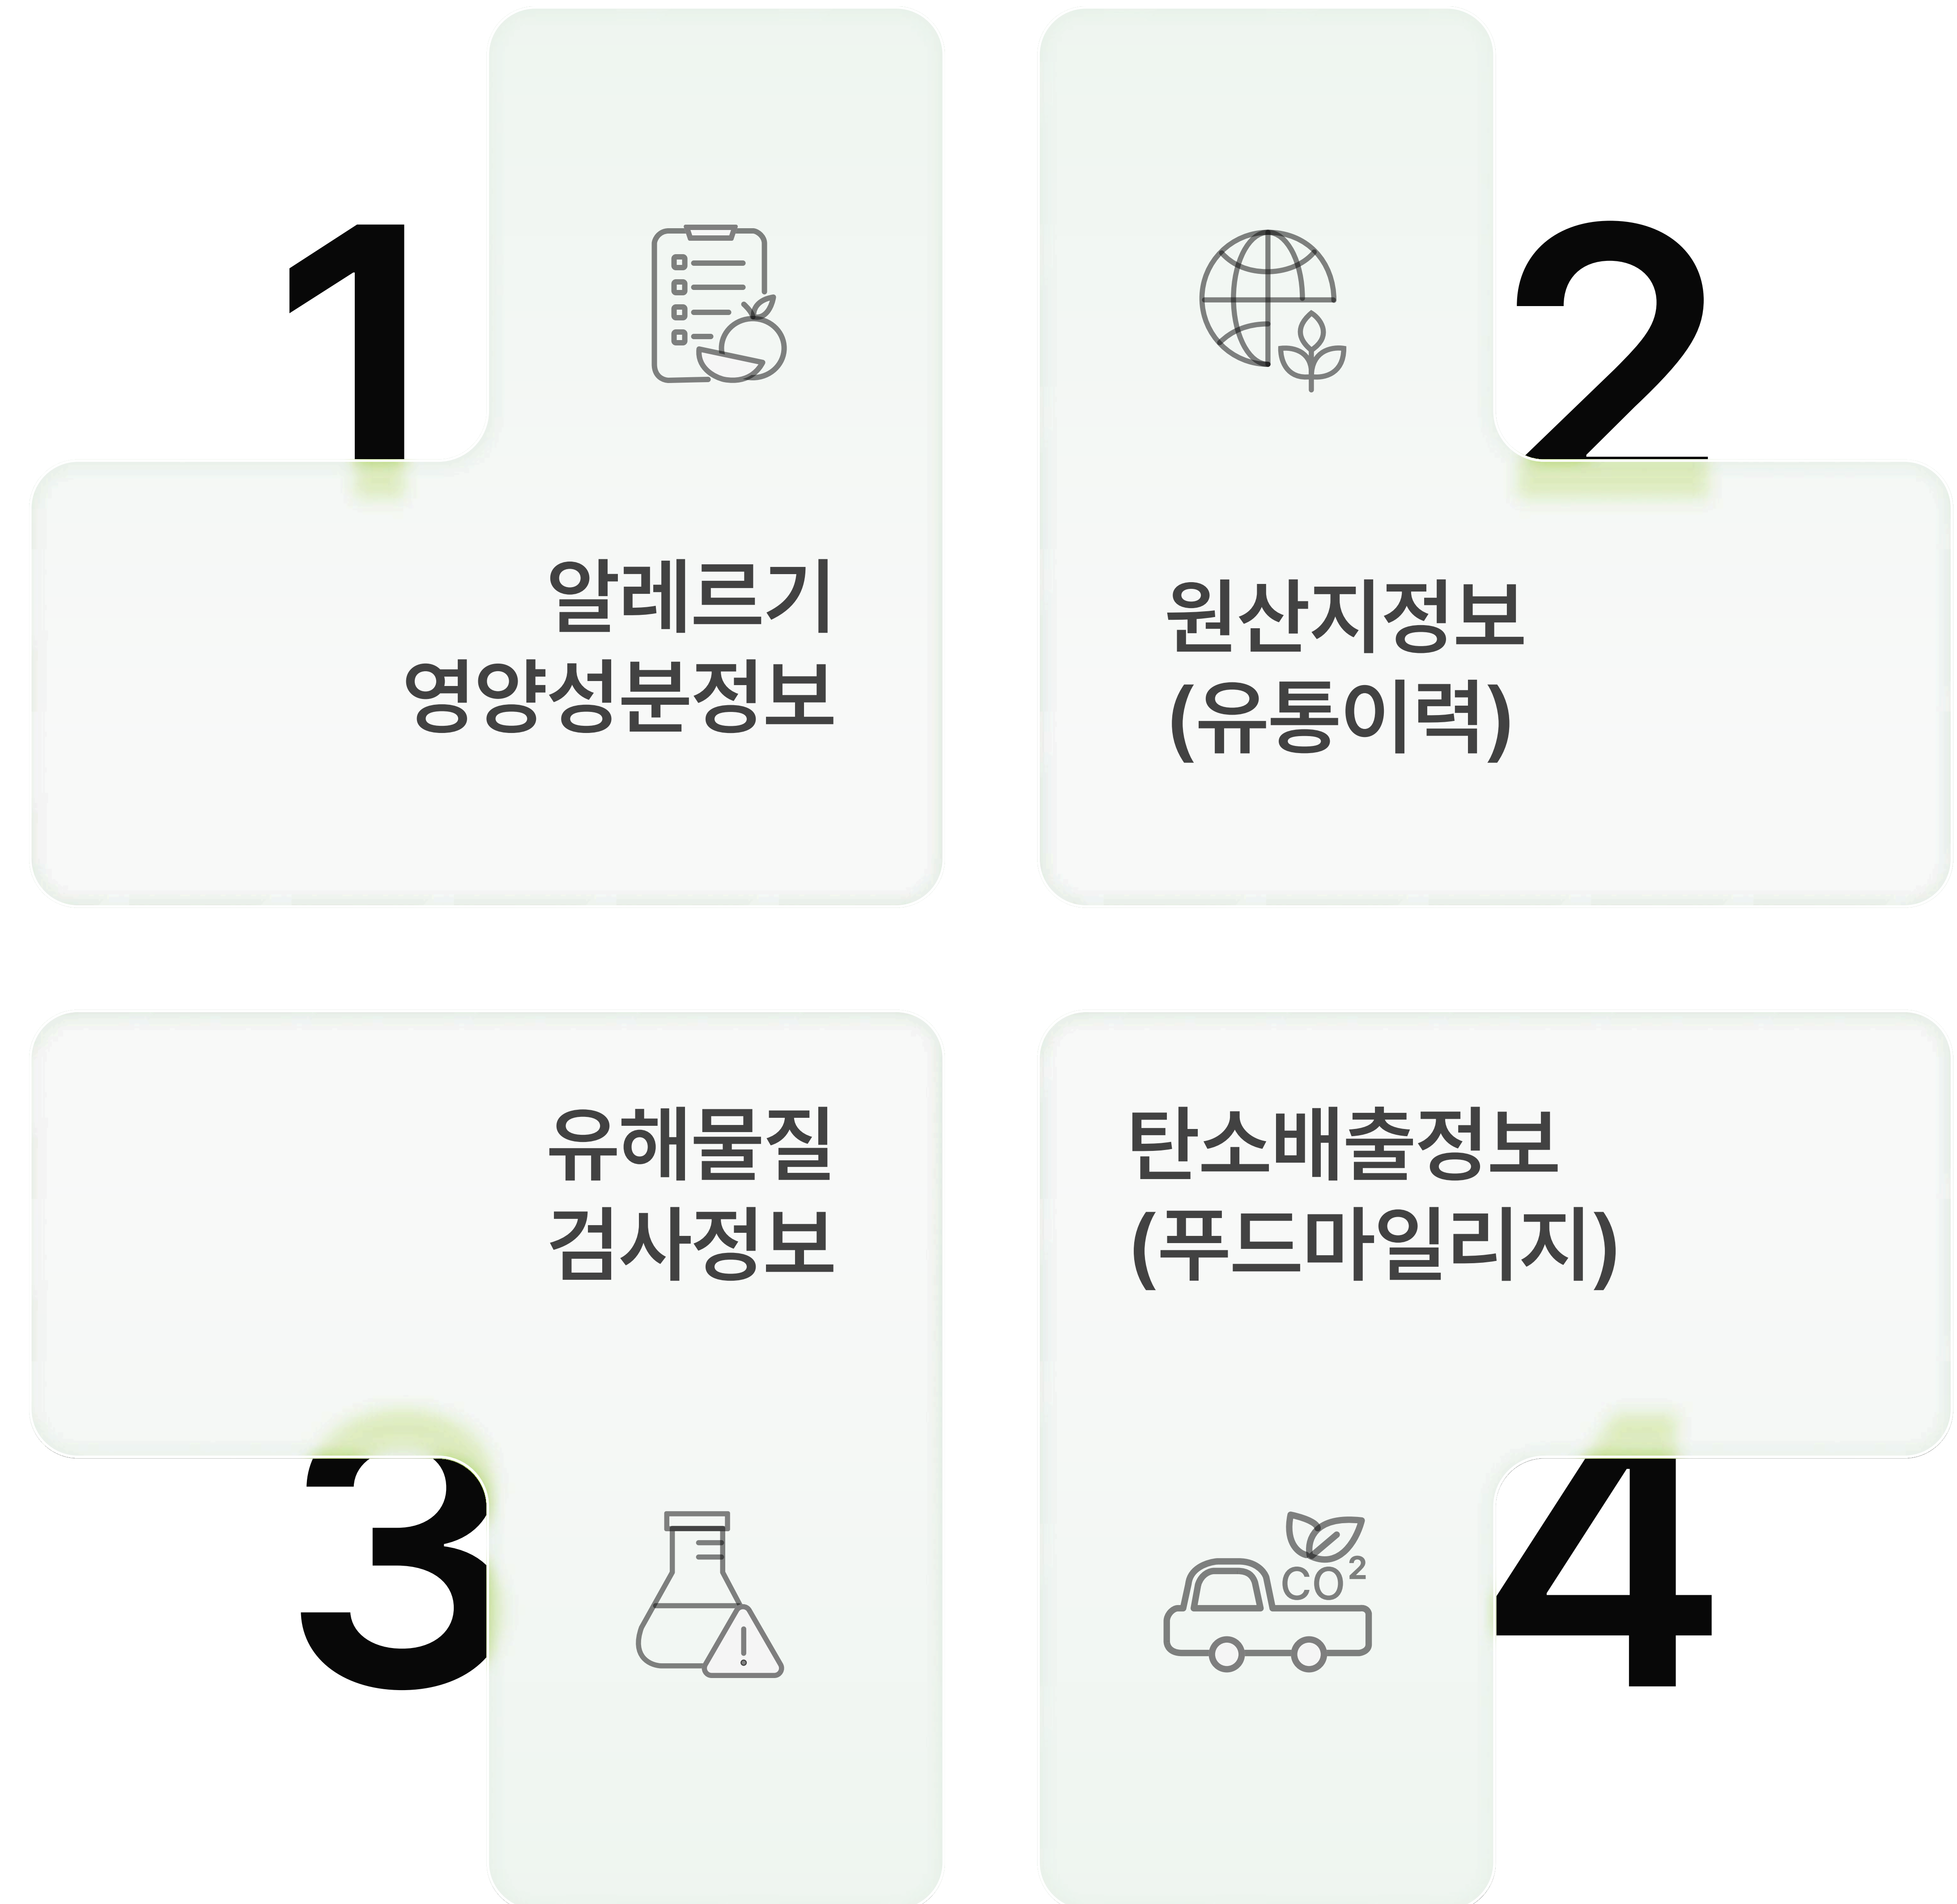 1
알레르기
영양성분정보
2
원산지정보
(유통이력)
3
유해물질
검사정보
4
탄소배출정보
(푸드마일리지)
CO²